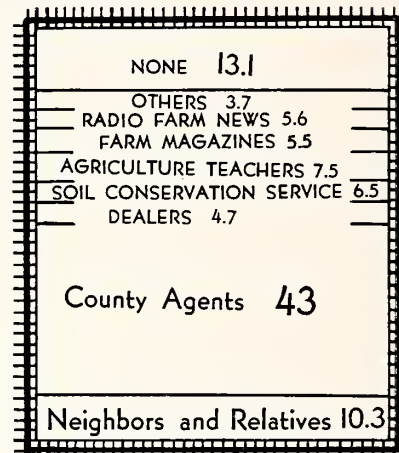 NONE 13.1
OTHERS 3.7
RADIO FARM NEWS 5.6
FARM MAGAZINES 5.5
AGRICULTURE TEACHERS 7.5
SOIL CONSERVATION SERVICE 6.5
DEALERS 4.7
County Agents 43
Neighbors and Relatives 10.3